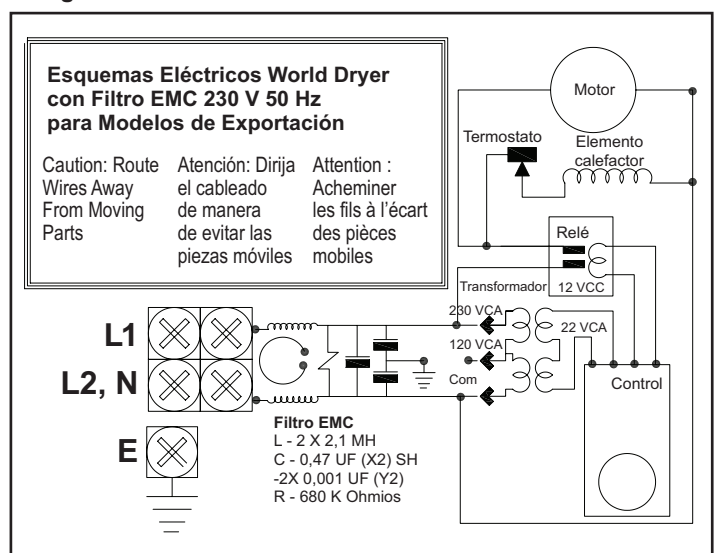 Esquemas Eléctricos World Dryer
con Filtro EMC 230 V 50 Hz
para Modelos de Exportación
Caution: Route
Wires Away
From Moving
Parts
Atención: Dirija
el cableado
de manera
de evitar las
piezas móviles
Attention :
Acheminer
les fils à l'écart
des pièces
mobiles
Motor
Termostato
Elemento
calefactor
Relé
12 VCC
Transformador
230 VCA
22 VCA
120 VCA
Com
Control
L1
L2, N
E
Filtro EMC
L - 2 X 2,1 MH
C - 0,47 UF (X2) SH
-2X 0,001 UF (Y2)
R - 680 K Ohmios